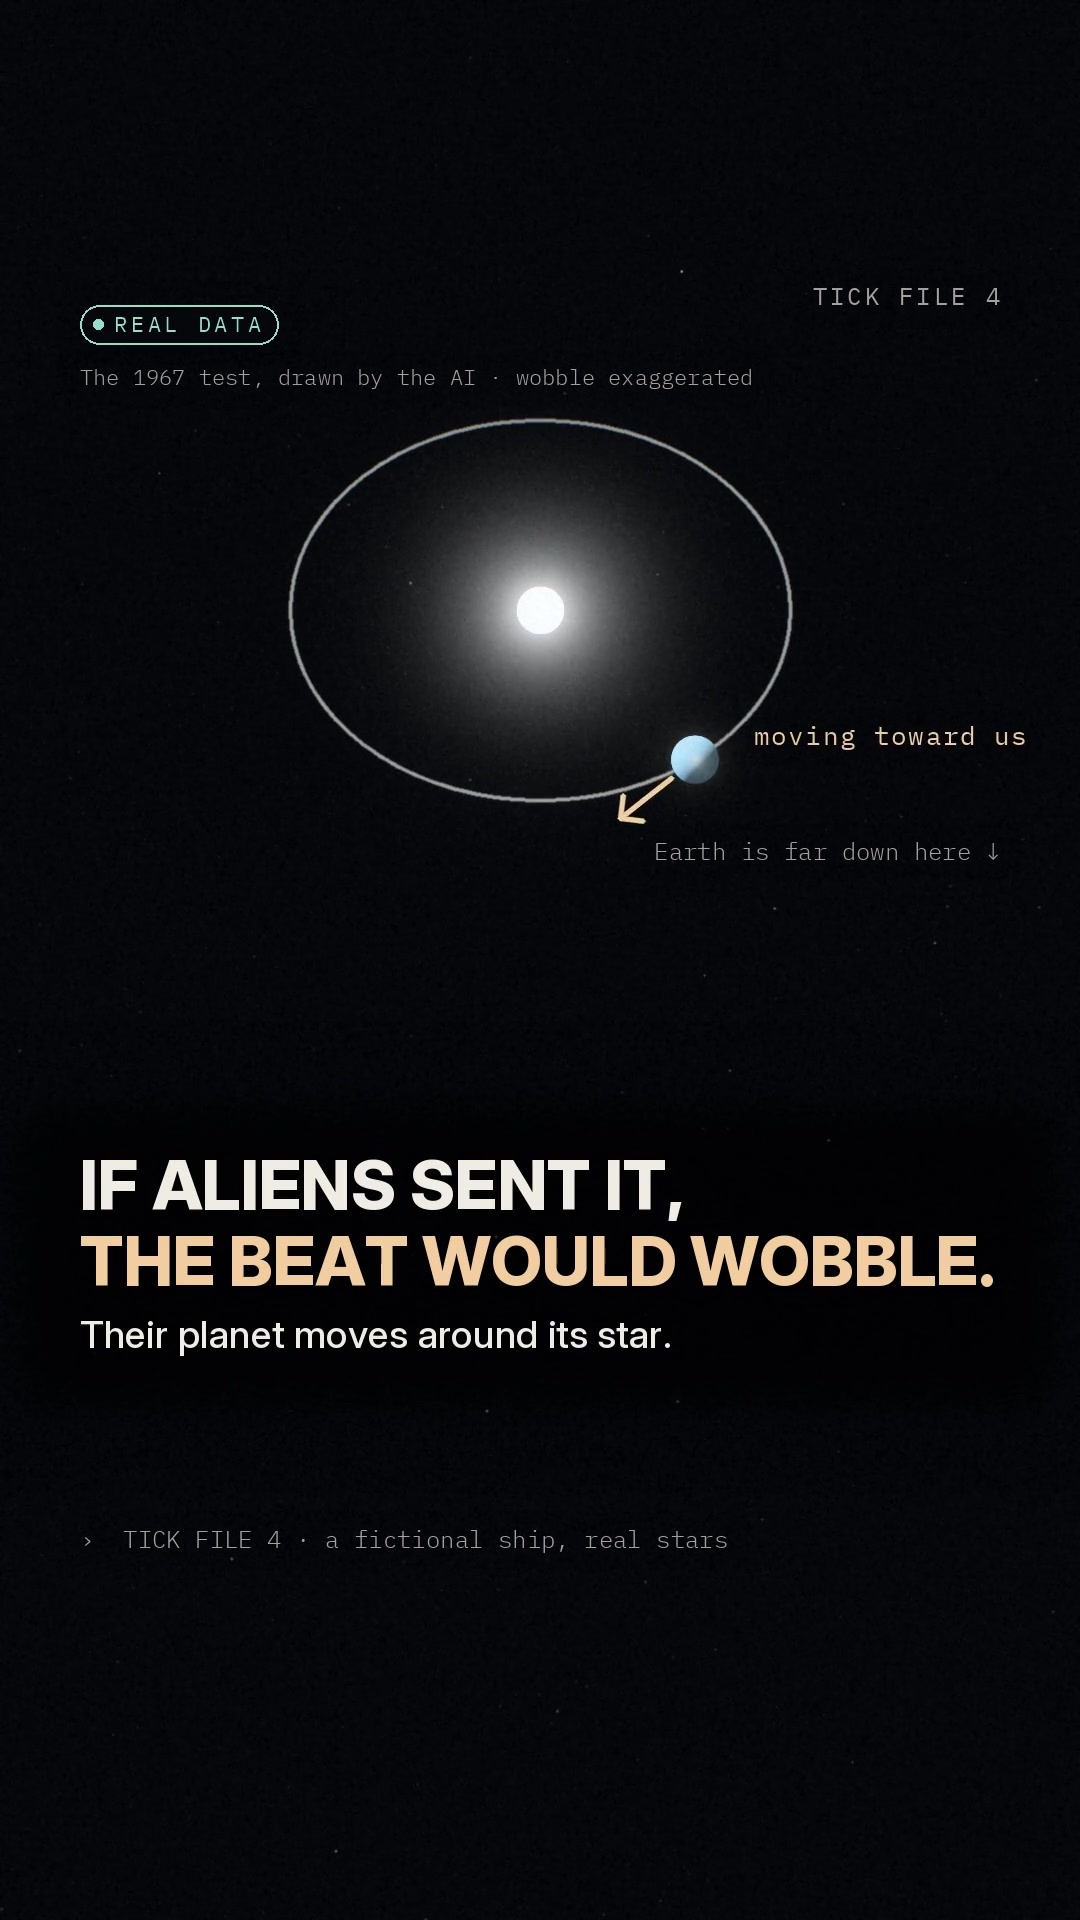 TICK FILE 4
REAL DATA
The 1967 test, drawn by the AI · wobble exaggerated
moving toward us
Earth is far down here ↓
IF ALIENS SENT IT,
THE BEAT WOULD WOBBLE.
Their planet moves around its star.
› TICK FILE 4 · a fictional ship, real stars